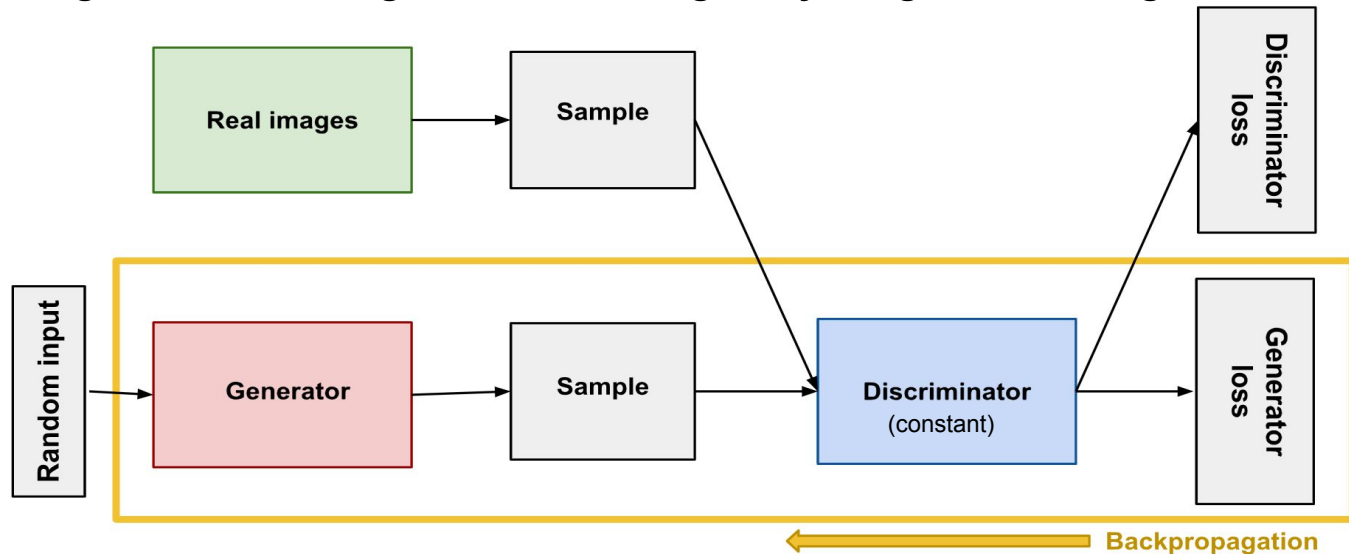 Real images
Sample
Discriminator
loss
Random input
Generator
Sample
Discriminator
(constant)
Generator
loss
Backpropagation